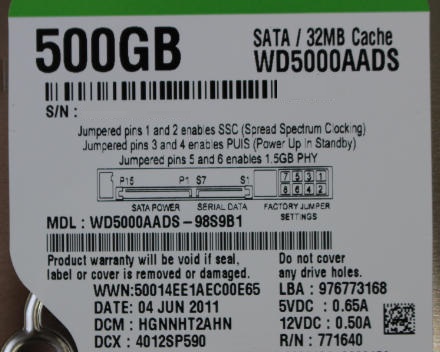 500GB
SATA / 32MB Cache
WD5000AADS
S/N :
Jumpered pins 1 and 2 enables SSC (Spread Spectrum Clocking)
Jumpered pins 3 and 4 enables PUIS (Power Up In Standby)
Jumpered pins 5 and 6 enables 1.5GB PHY
P15 P1 S7 S1 7 5 3 1
8 6 4 2
SATA POWER SERIAL DATA FACTORY JUMPER
SETTINGS
MDL : WD5000AADS-98S9B1
Product warranty will be void if seal,
label or cover is removed or damaged.
Do not cover
any drive holes.
WWN:50014EE1AEC00E65
DATE: 04 JUN 2011
DCM : HGNNHT2AHN
DCX : 4012SP590
LBA : 976773168
5VDC : 0.65A
12VDC : 0.50A
R/N : 771640